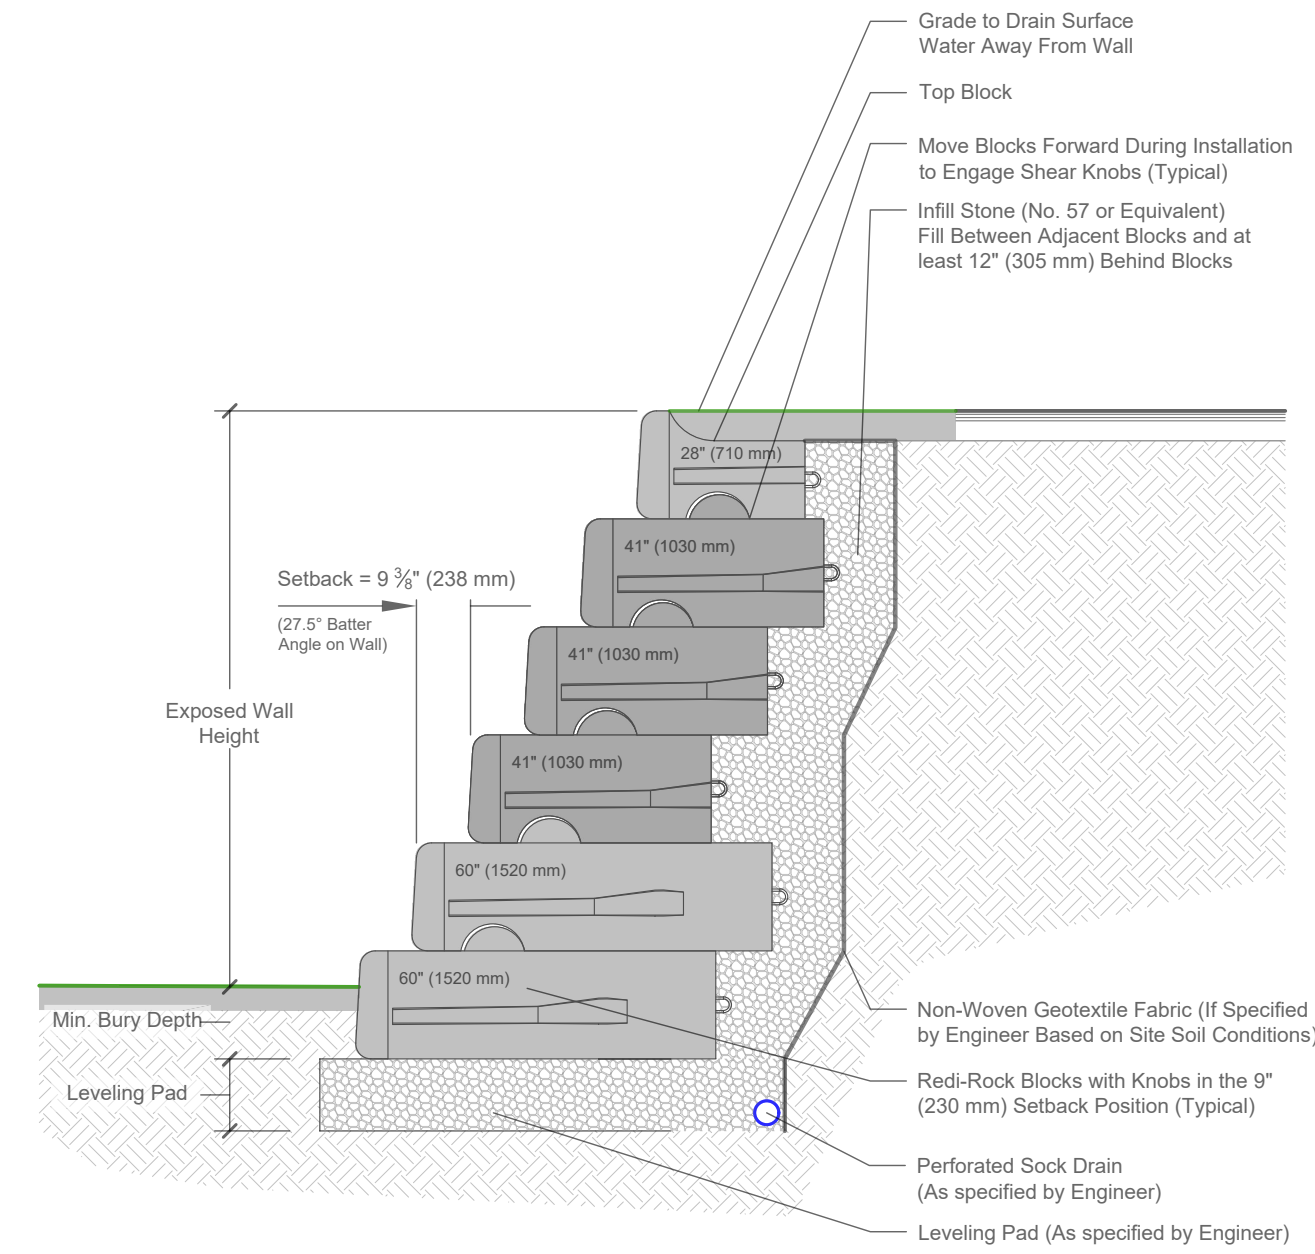 Grade to Drain Surface
Water Away From Wall
Top Block
Move Blocks Forward During Installation
to Engage Shear Knobs (Typical)
Infill Stone (No. 57 or Equivalent)
Fill Between Adjacent Blocks and at
least 12" (305 mm) Behind Blocks
28" (710 mm)
41" (1030 mm)
Setback = 9 3⁄8" (238 mm)
(27.5° Batter
Angle on Wall)
41" (1030 mm)
Exposed Wall
Height
41" (1030 mm)
60" (1520 mm)
60" (1520 mm)
Min. Bury Depth
Leveling Pad
Non-Woven Geotextile Fabric (If Specified
by Engineer Based on Site Soil Conditions)
Redi-Rock Blocks with Knobs in the 9"
(230 mm) Setback Position (Typical)
Perforated Sock Drain
(As specified by Engineer)
Leveling Pad (As specified by Engineer)